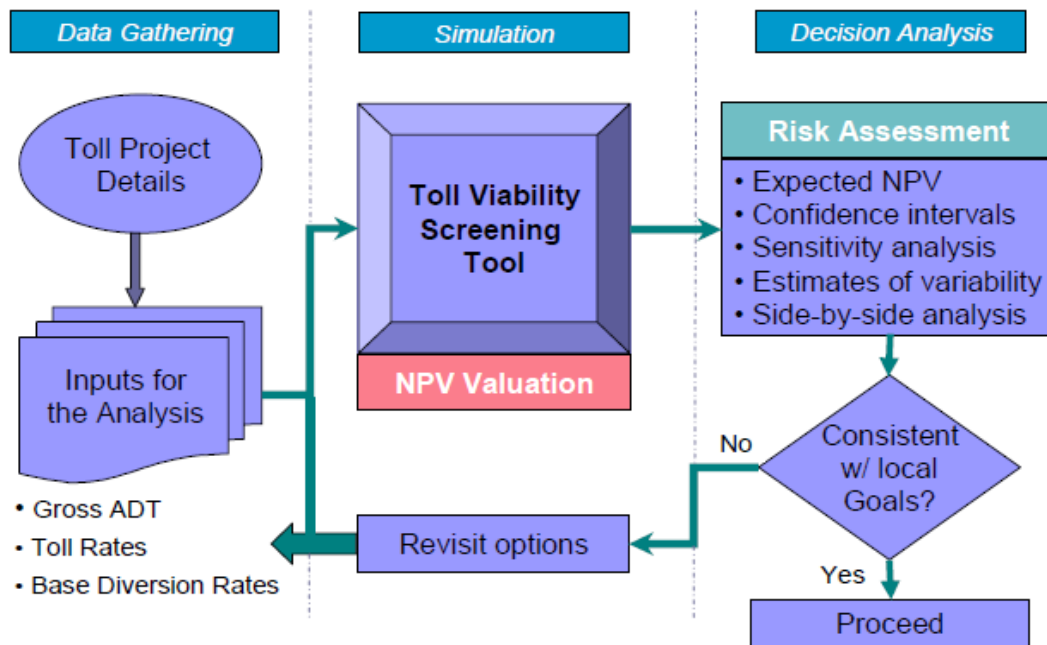 Data Gathering
Simulation
Decision Analysis
Toll Project
Details
Inputs for
the Analysis
• Gross ADT
• Toll Rates
• Base Diversion Rates
Toll Viability
Screening
Tool
NPV Valuation
Revisit options
Risk Assessment
• Expected NPV
• Confidence intervals
• Sensitivity analysis
• Estimates of variability
• Side-by-side analysis
Consistent
w/ local
Goals?
No
Yes
Proceed